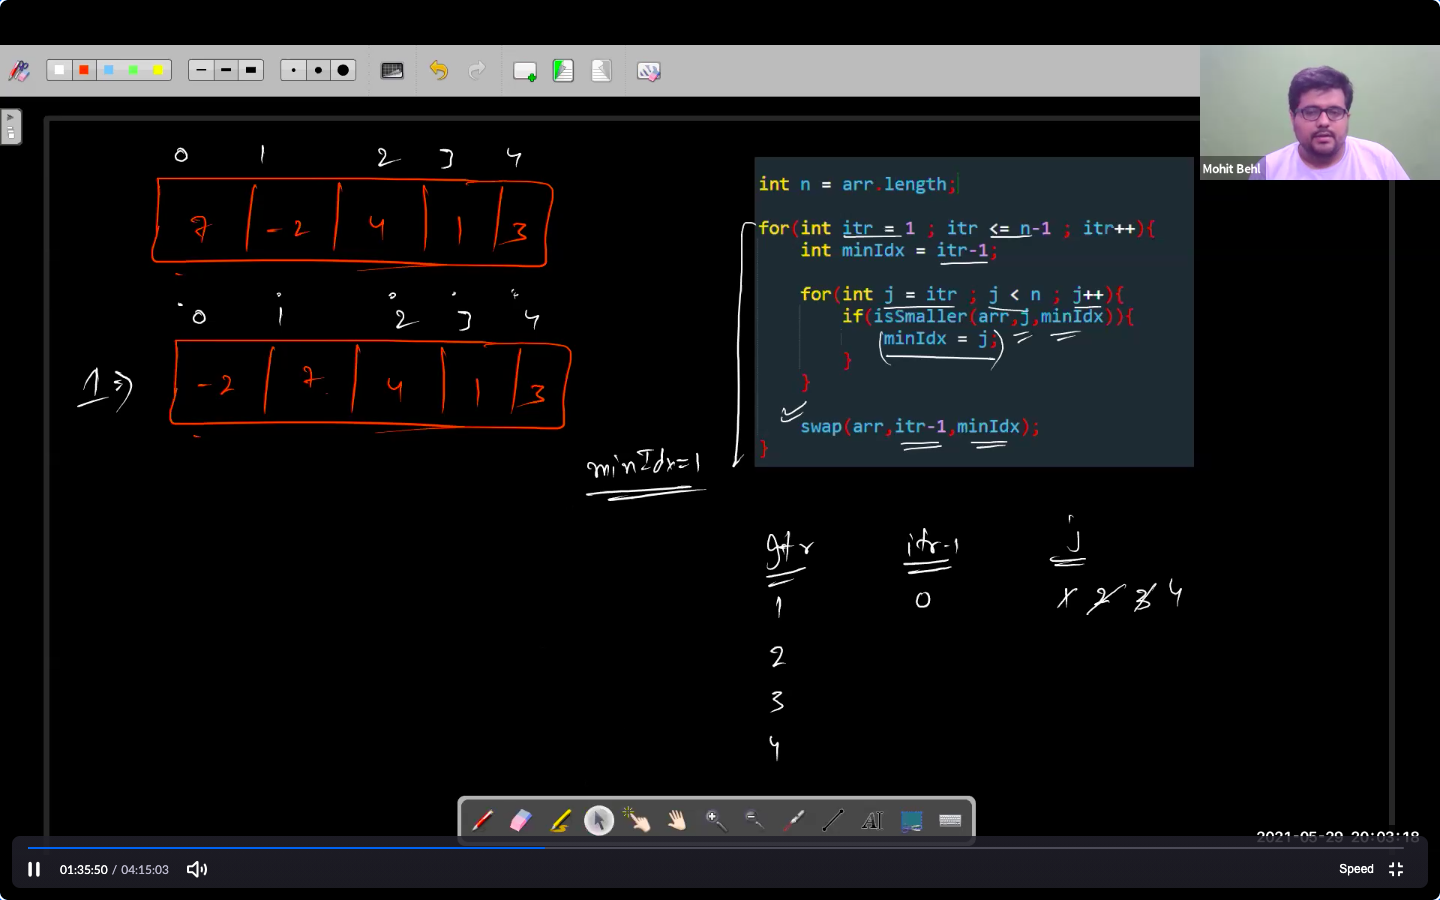 Mohit Behl
0 1 2 3 4
7 -2 4 1 3
0 1 2 3 4
1 ⇒ -2 7 4 1 3
int n = arr.length;
for(int itr = 1 ; itr <= n-1 ; itr++){
int minIdx = itr-1;
for(int j = itr ; j < n ; j++){
if(isSmaller(arr,j,minIdx)){
minIdx = j;
}
}
swap(arr,itr-1,minIdx);
}
minIdx=1
itr itr-1 j
1 0 1 2 3 4
2
3
4
2021-05-29 20:03:18
01:35:50 / 04:15:03
Speed